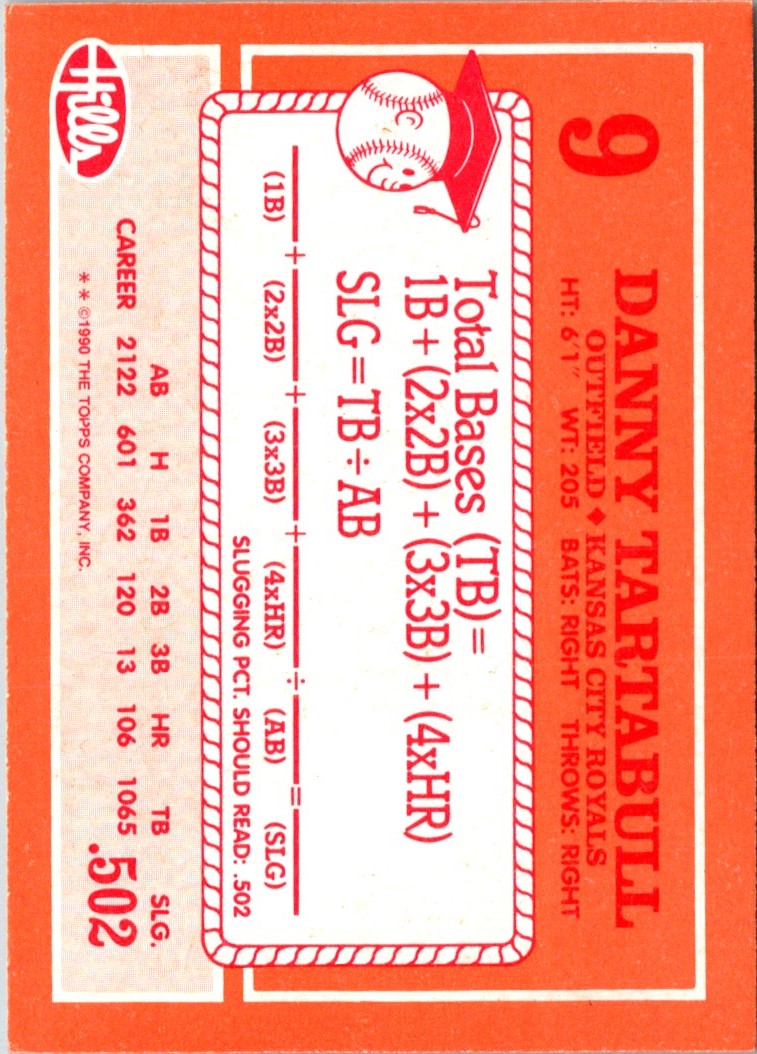 9
DANNY TARTABULL
OUTFIELD ◆ KANSAS CITY ROYALS
HT: 6'1" WT: 205 BATS: RIGHT THROWS: RIGHT
Total Bases (TB) =
1B + (2x2B) + (3x3B) + (4xHR)
SLG = TB ÷ AB
+ + + ÷ =
(1B) (2x2B) (3x3B) (4xHR) (AB) (SLG)
SLUGGING PCT. SHOULD READ: .502
AB H 1B 2B 3B HR TB SLG.
CAREER 2122 601 362 120 13 106 1065 .502
Hills
* * ©1990 THE TOPPS COMPANY, INC.